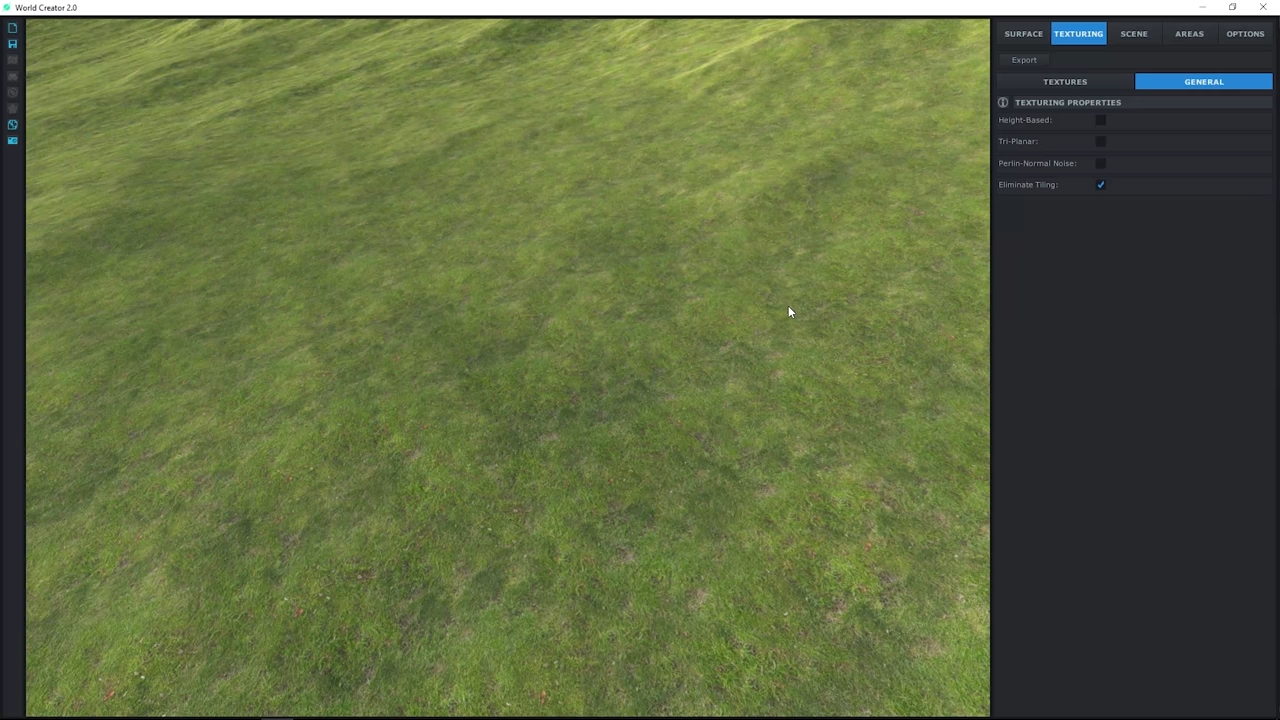 World Creator 2.0
SURFACE TEXTURING SCENE AREAS OPTIONS
Export
TEXTURES GENERAL
TEXTURING PROPERTIES
Height-Based:
Tri-Planar:
Perlin-Normal Noise:
Eliminate Tiling: